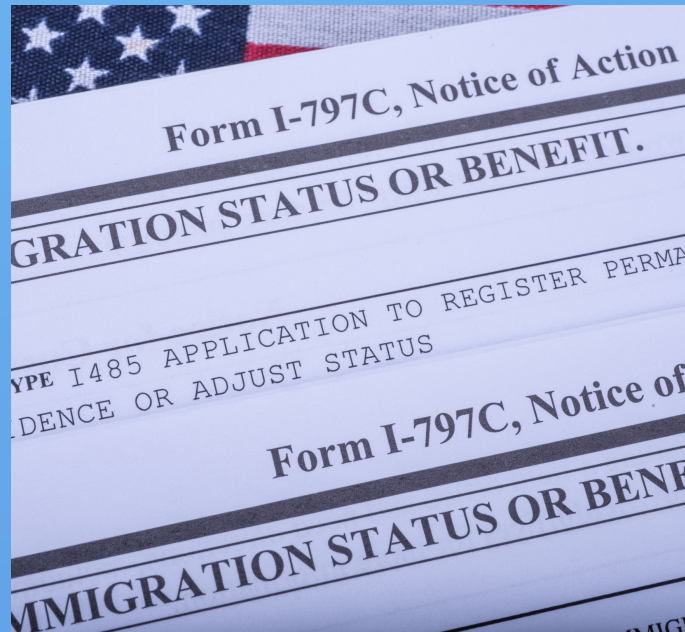 Form I-797C, Notice of Action
GRATION STATUS OR BENEFIT.
YPE I485 APPLICATION TO REGISTER PERMA
IDENCE OR ADJUST STATUS
Form I-797C, Notice of
MMIGRATION STATUS OR BENE